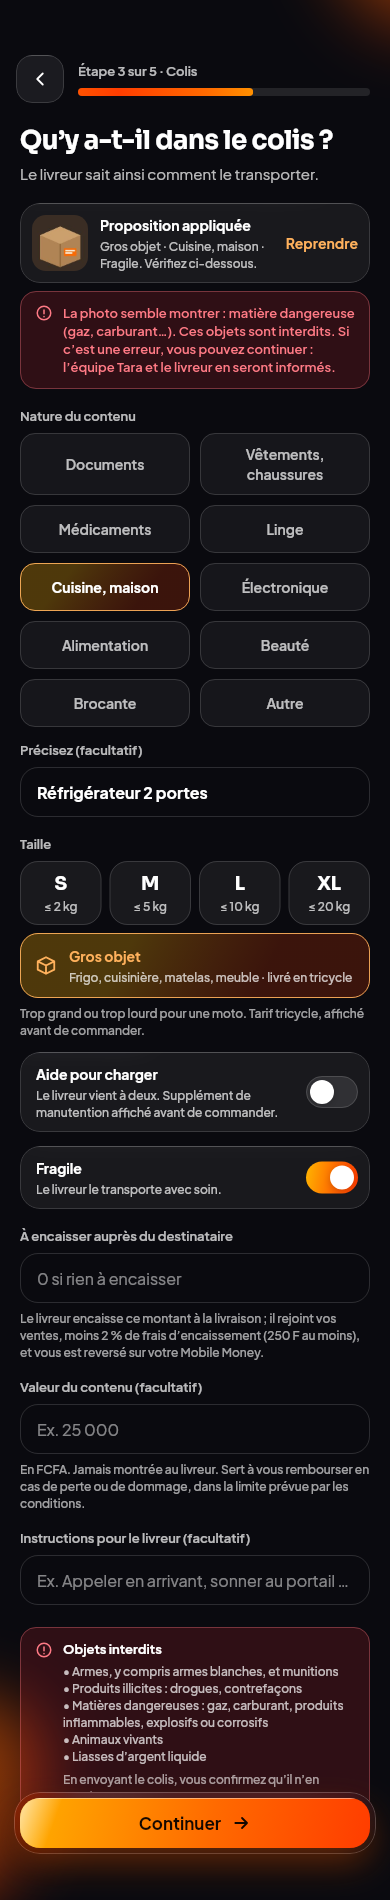 Étape 3 sur 5 · Colis
Qu’y a-t-il dans le colis ?
Le livreur sait ainsi comment le transporter.
Proposition appliquée
Gros objet · Cuisine, maison ·
Fragile. Vérifiez ci-dessous.
Reprendre
La photo semble montrer : matière dangereuse
(gaz, carburant…). Ces objets sont interdits. Si
c’est une erreur, vous pouvez continuer :
l’équipe Tara et le livreur en seront informés.
Nature du contenu
Documents
Vêtements,
chaussures
Médicaments
Linge
Cuisine, maison
Électronique
Alimentation
Beauté
Brocante
Autre
Précisez (facultatif)
Réfrigérateur 2 portes
Taille
S
≤ 2 kg
M
≤ 5 kg
L
≤ 10 kg
XL
≤ 20 kg
Gros objet
Frigo, cuisinière, matelas, meuble · livré en tricycle
Trop grand ou trop lourd pour une moto. Tarif tricycle, affiché
avant de commander.
Aide pour charger
Le livreur vient à deux. Supplément de
manutention affiché avant de commander.
Fragile
Le livreur le transporte avec soin.
À encaisser auprès du destinataire
0 si rien à encaisser
Le livreur encaisse ce montant à la livraison ; il rejoint vos
ventes, moins 2 % de frais d’encaissement (250 F au moins),
et vous est reversé sur votre Mobile Money.
Valeur du contenu (facultatif)
Ex. 25 000
En FCFA. Jamais montrée au livreur. Sert à vous rembourser en
cas de perte ou de dommage, dans la limite prévue par les
conditions.
Instructions pour le livreur (facultatif)
Ex. Appeler en arrivant, sonner au portail …
Objets interdits
• Armes, y compris armes blanches, et munitions
• Produits illicites : drogues, contrefaçons
• Matières dangereuses : gaz, carburant, produits
inflammables, explosifs ou corrosifs
• Animaux vivants
• Liasses d’argent liquide
En envoyant le colis, vous confirmez qu’il n’en
Continuer →